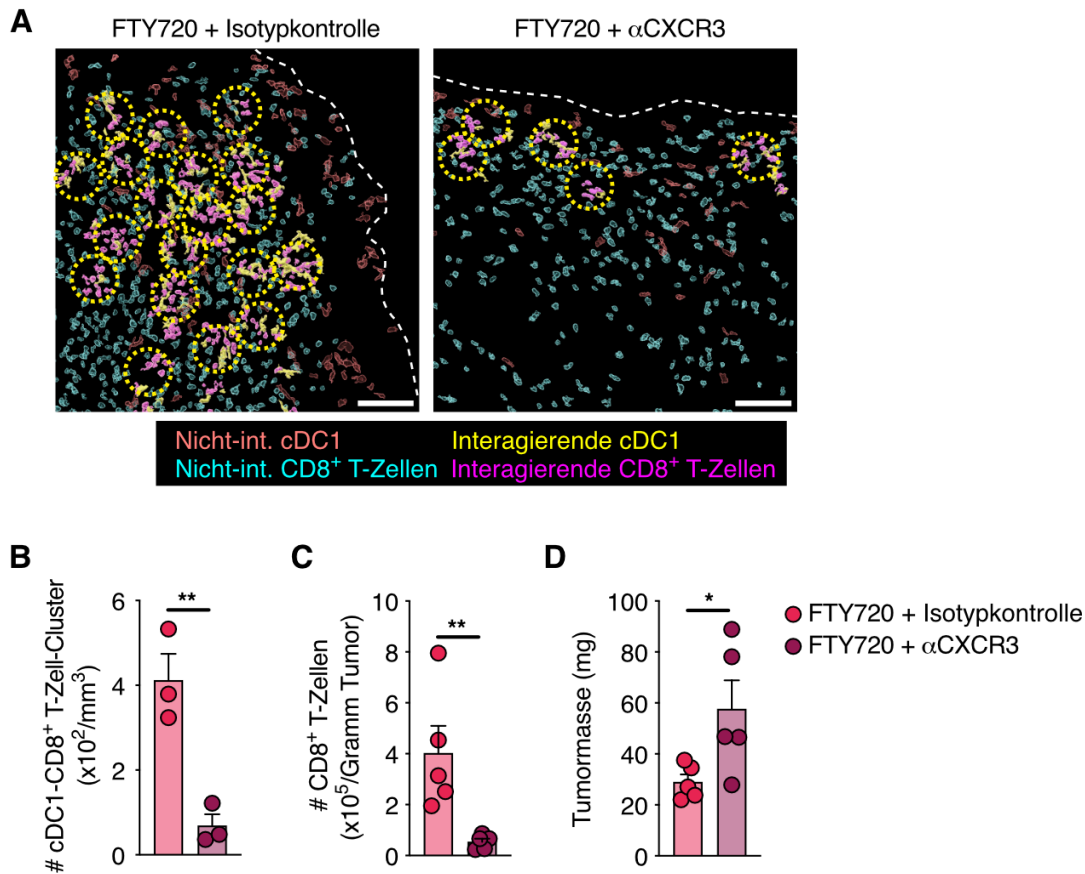 A
FTY720 + Isotypkontrolle
FTY720 + αCXCR3
Nicht-int. cDC1
Interagierende cDC1
Nicht-int. CD8⁺ T-Zellen
Interagierende CD8⁺ T-Zellen
B
# cDC1-CD8⁺ T-Zell-Cluster
(x10²/mm³)
6
4
2
0
**
C
# CD8⁺ T-Zellen
(x10⁵/Gramm Tumor)
10
8
6
4
2
0
**
D
Tumormasse (mg)
100
80
60
40
20
0
*
FTY720 + Isotypkontrolle
FTY720 + αCXCR3